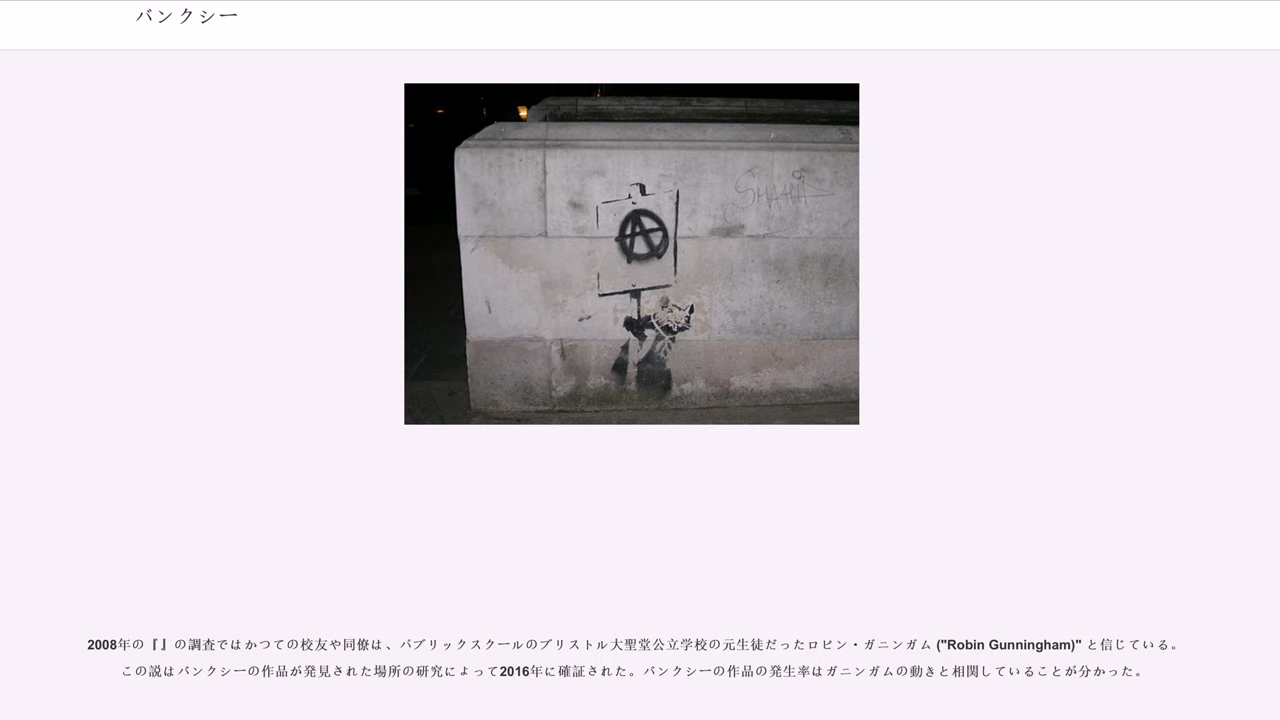 バンクシー
SHAHID
2008年の『』の調査ではかつての校友や同僚は、パブリックスクールのブリストル大聖堂公立学校の元生徒だったロビン・ガニンガム ("Robin Gunningham)" と信じている。
この説はバンクシーの作品が発見された場所の研究によって2016年に確証された。バンクシーの作品の発生率はガニンガムの動きと相関していることが分かった。